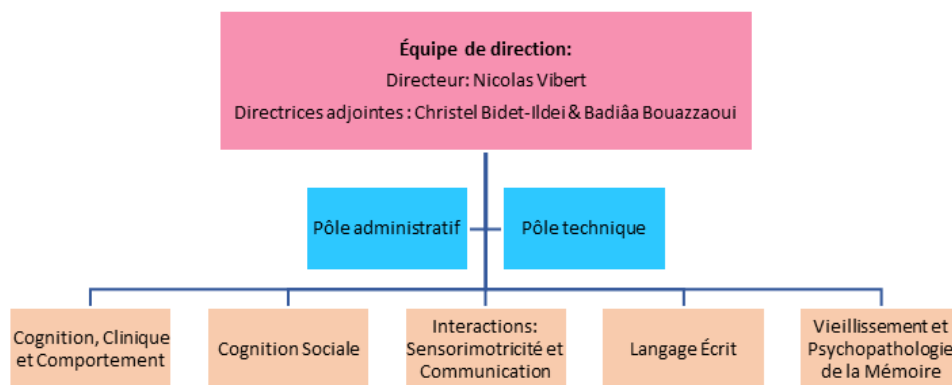 Équipe de direction:
Directeur: Nicolas Vibert
Directrices adjointes : Christel Bidet-Ildei & Badiâa Bouazzaoui
Pôle administratif
Pôle technique
Cognition, Clinique
et Comportement
Cognition Sociale
Interactions:
Sensorimotricité et
Communication
Langage Écrit
Vieillissement et
Psychopathologie
de la Mémoire